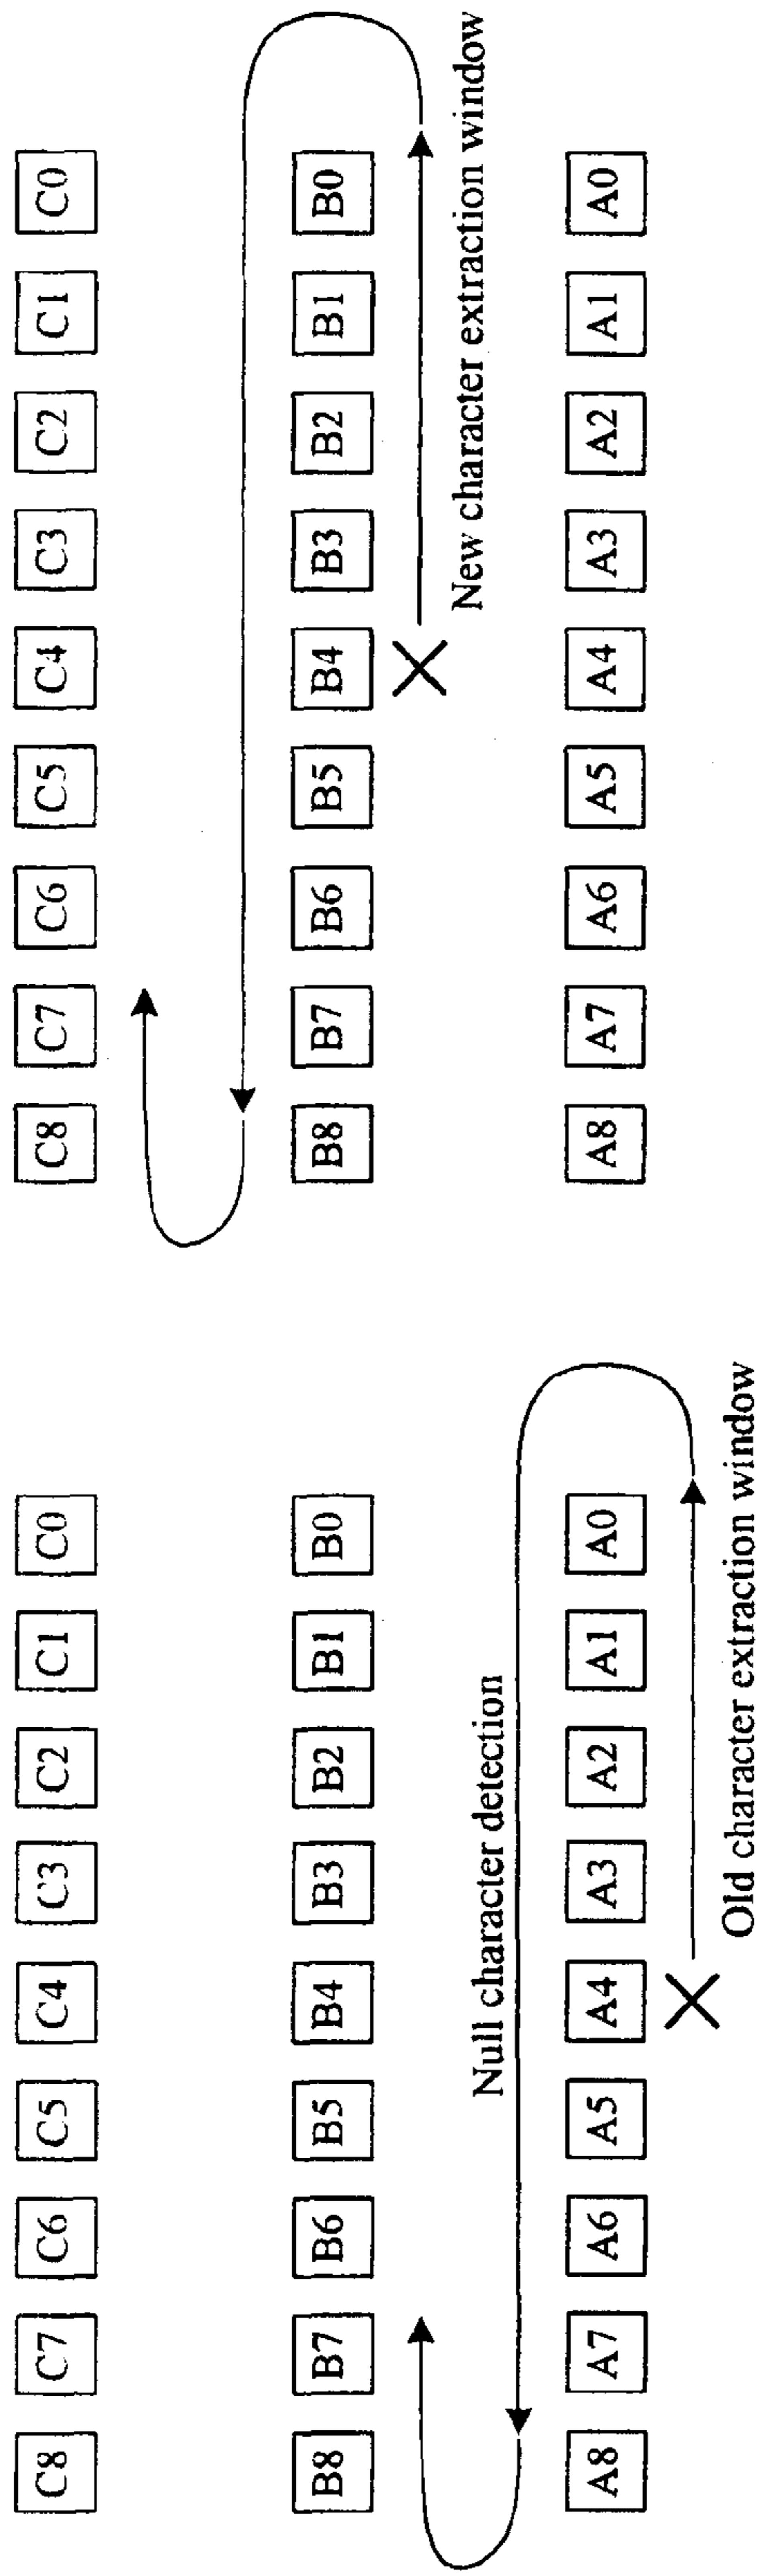 C8 C7 C6 C5 C4 C3 C2 C1 C0
B8 B7 B6 B5 B4 B3 B2 B1 B0
Null character detection
A8 A7 A6 A5 A4 A3 A2 A1 A0
Old character extraction window
C8 C7 C6 C5 C4 C3 C2 C1 C0
B8 B7 B6 B5 B4 B3 B2 B1 B0
New character extraction window
A8 A7 A6 A5 A4 A3 A2 A1 A0